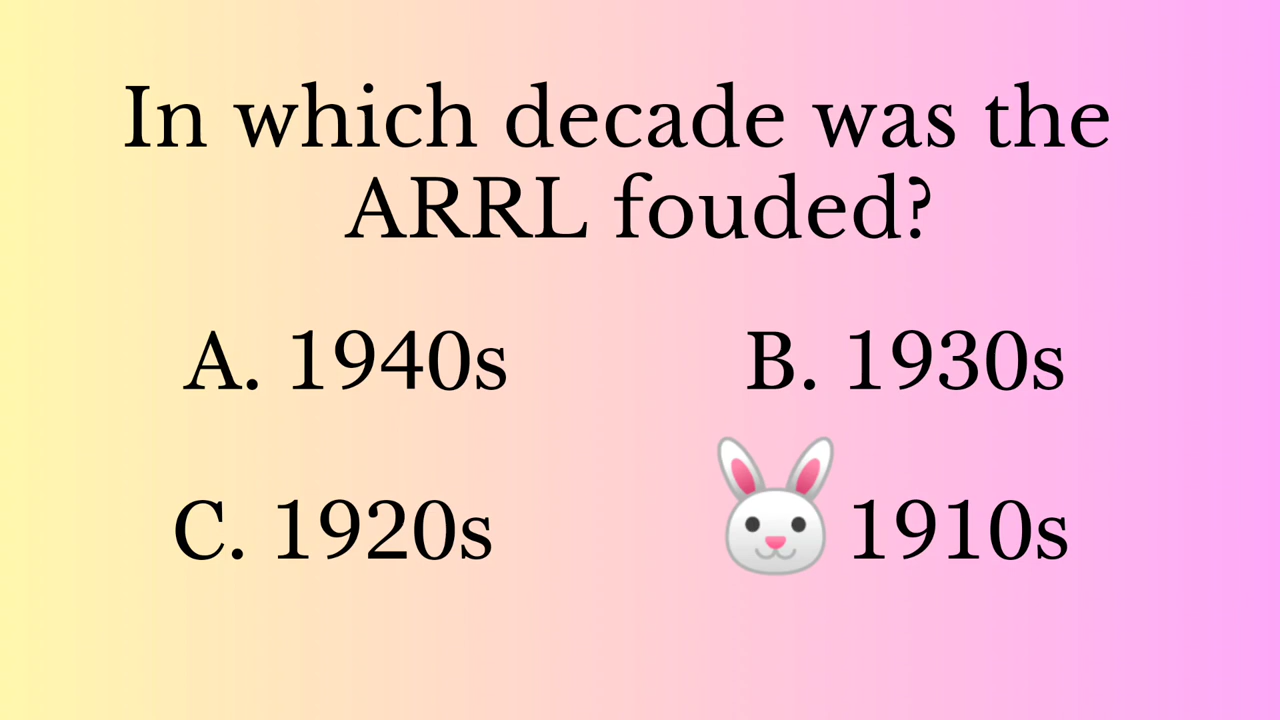 In which decade was the
ARRL fouded?
A. 1940s
B. 1930s
C. 1920s
1910s